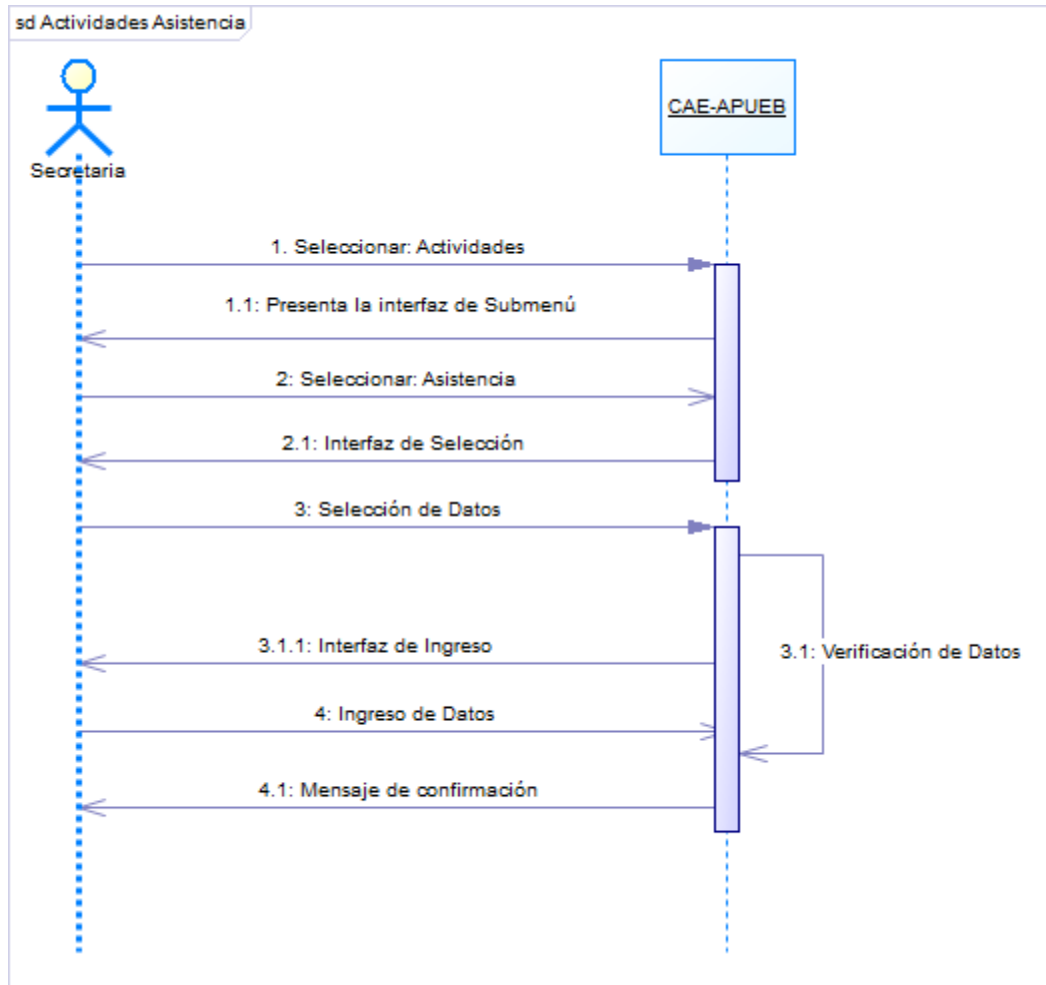 sd Actividades Asistencia
CAE-APUEB
Secretaria
1. Seleccionar: Actividades
1.1: Presenta la interfaz de Submenú
2: Seleccionar: Asistencia
2.1: Interfaz de Selección
3: Selección de Datos
3.1.1: Interfaz de Ingreso
3.1: Verificación de Datos
4: Ingreso de Datos
4.1: Mensaje de confirmación